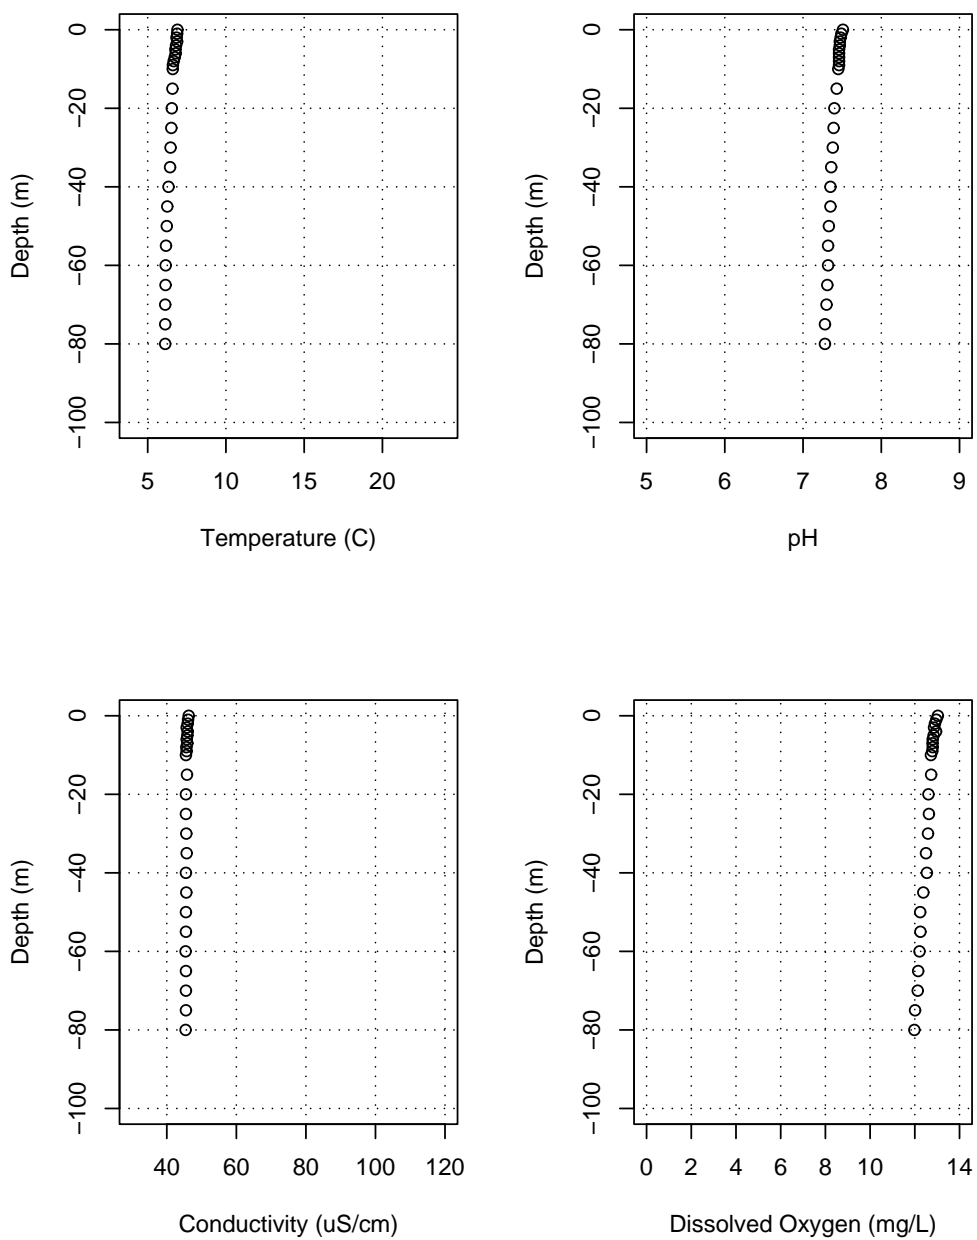 0
−20
−40
−60
−80
−100
Depth (m)
5 10 15 20
Temperature (C)
0
−20
−40
−60
−80
−100
Depth (m)
5 6 7 8 9
pH
0
−20
−40
−60
−80
−100
Depth (m)
40 60 80 100 120
Conductivity (uS/cm)
0
−20
−40
−60
−80
−100
Depth (m)
0 2 4 6 8 10 12 14
Dissolved Oxygen (mg/L)